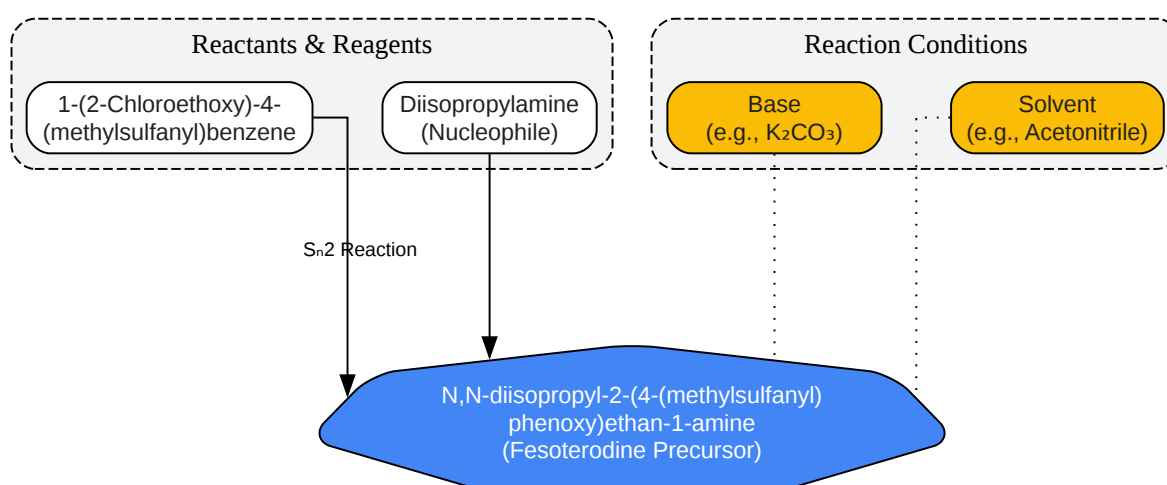 Reactants & Reagents
Reaction Conditions
1-(2-Chloroethoxy)-4-
(methylsulfanyl)benzene
Diisopropylamine
(Nucleophile)
Base
(e.g., K₂CO₃)
Solvent
(e.g., Acetonitrile)
Sₙ2 Reaction
N,N-diisopropyl-2-(4-(methylsulfanyl)
phenoxy)ethan-1-amine
(Fesoterodine Precursor)